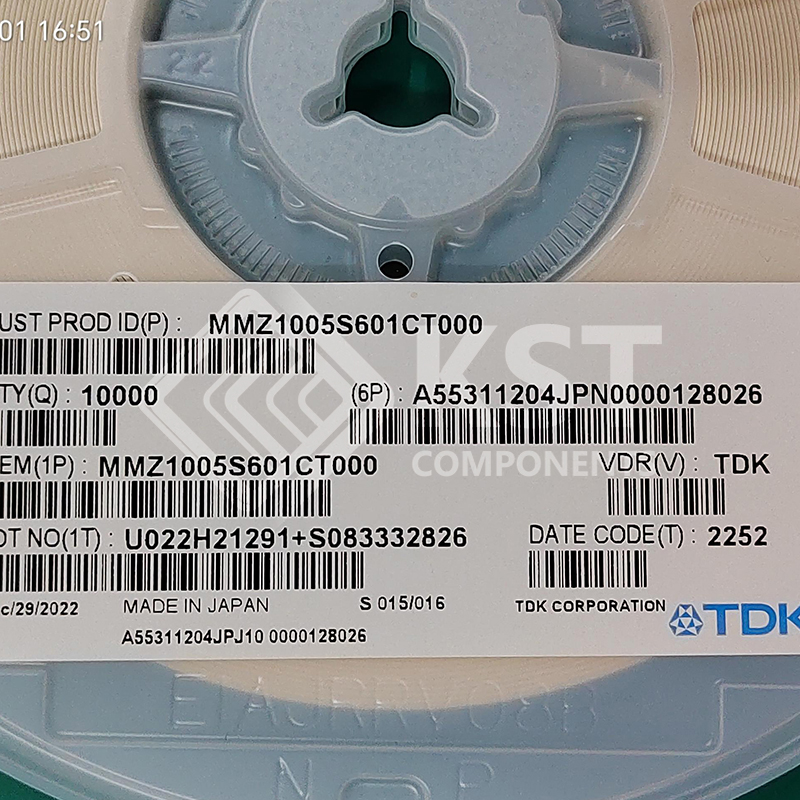 01 16:51
22
UST PROD ID(P) : MMZ1005S601CT000
TY(Q) : 10000
(6P) : A55311204JPN0000128026
EM(1P) : MMZ1005S601CT000
VDR(V) : TDK
OT NO(1T) : U022H21291+S083332826
DATE CODE(T) : 2252
c/29/2022 MADE IN JAPAN S 015/016 TDK CORPORATION TDK
A55311204JPJ10 0000128026
KST
COMPONENTS
EIAJRRV08B
N P